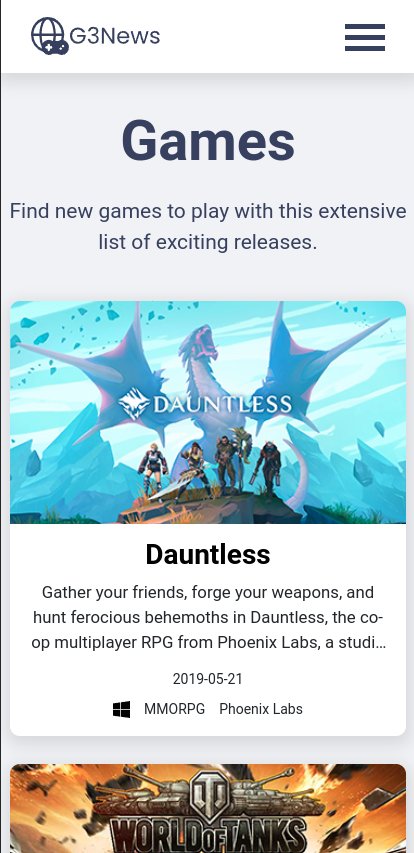 G3News
Games
Find new games to play with this extensive
list of exciting releases.
DAUNTLESS
Dauntless
Gather your friends, forge your weapons, and
hunt ferocious behemoths in Dauntless, the co-
op multiplayer RPG from Phoenix Labs, a studi…
2019-05-21
MMORPG Phoenix Labs
WORLD OF TANKS